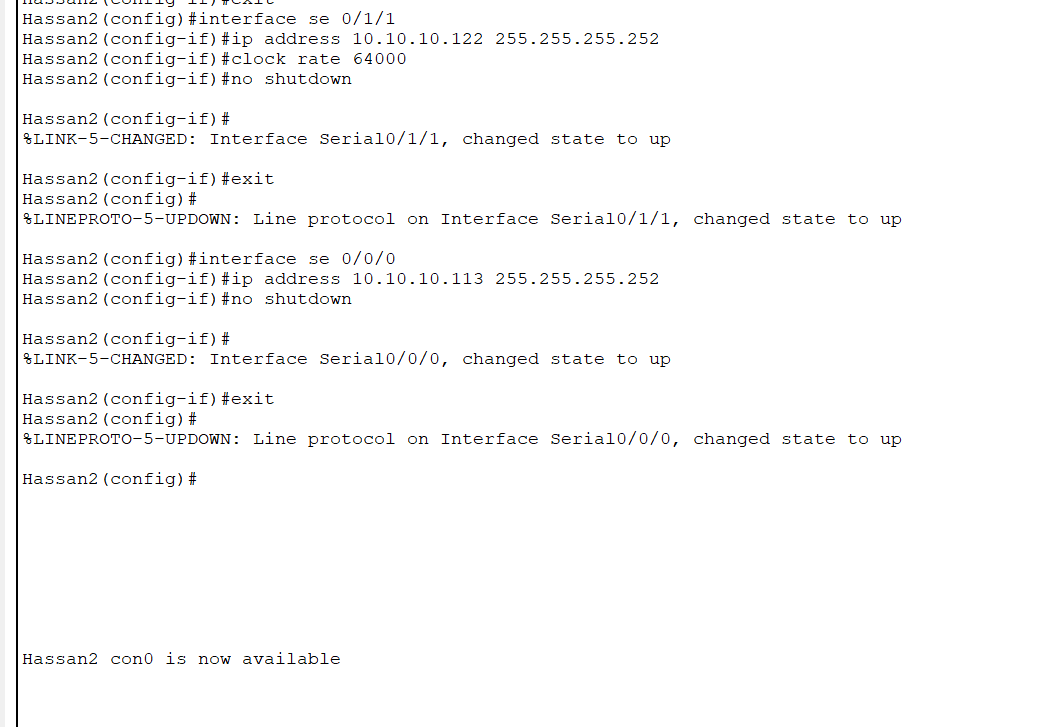 Hassan2(config-if)#exit
Hassan2(config)#interface se 0/1/1
Hassan2(config-if)#ip address 10.10.10.122 255.255.255.252
Hassan2(config-if)#clock rate 64000
Hassan2(config-if)#no shutdown
Hassan2(config-if)#
%LINK-5-CHANGED: Interface Serial0/1/1, changed state to up
Hassan2(config-if)#exit
Hassan2(config)#
%LINEPROTO-5-UPDOWN: Line protocol on Interface Serial0/1/1, changed state to up
Hassan2(config)#interface se 0/0/0
Hassan2(config-if)#ip address 10.10.10.113 255.255.255.252
Hassan2(config-if)#no shutdown
Hassan2(config-if)#
%LINK-5-CHANGED: Interface Serial0/0/0, changed state to up
Hassan2(config-if)#exit
Hassan2(config)#
%LINEPROTO-5-UPDOWN: Line protocol on Interface Serial0/0/0, changed state to up
Hassan2(config)#
Hassan2 con0 is now available